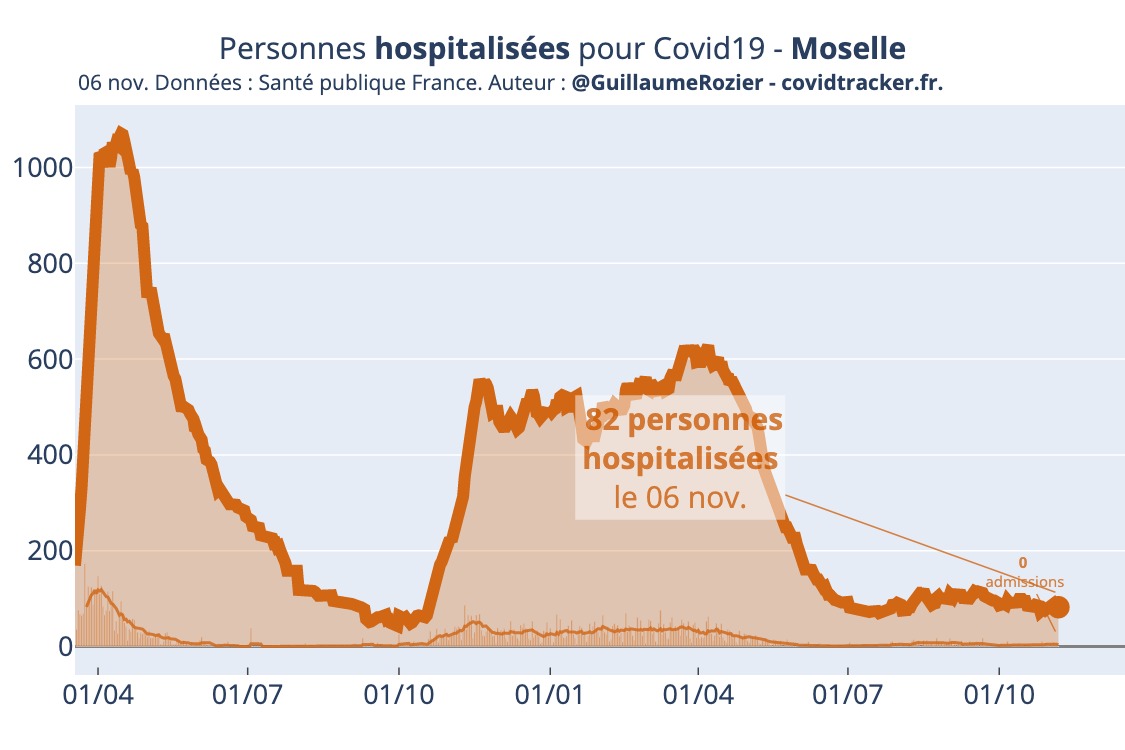 Personnes hospitalisées pour Covid19 - Moselle
06 nov. Données : Santé publique France. Auteur : @GuillaumeRozier - covidtracker.fr.
1000
800
600
400
200
0
82 personnes
hospitalisées
le 06 nov.
0
admissions
01/04 01/07 01/10 01/01 01/04 01/07 01/10